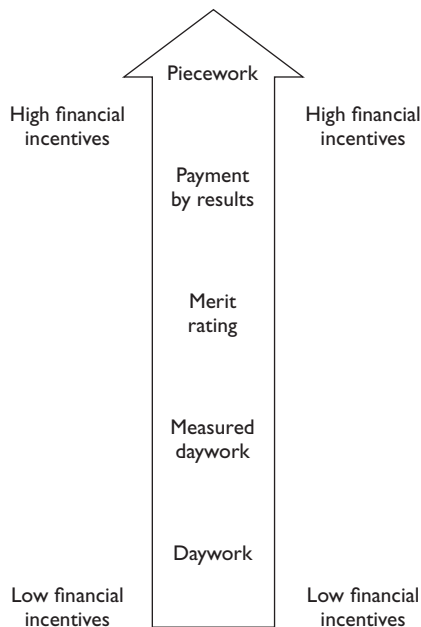 Piecework
High financial
incentives
High financial
incentives
Payment
by results
Merit
rating
Measured
daywork
Daywork
Low financial
incentives
Low financial
incentives